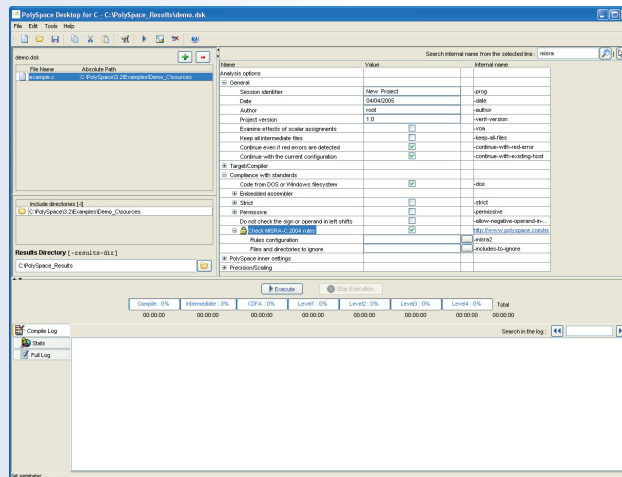 PolySpace Desktop for C - C:\PolySpace_Results\demo.dsk
File Edit Tools Help
demo.dsk
Search internal name from the selected line : misra
File Name Absolute Path
example.c C:\PolySpace\3.2\Examples\Demo_C\sources
Name Value Internal name
Analysis options
General
Session identifier New Project -prog
Date 04/04/2005 -date
Author root -author
Project version 1.0 -verif-version
Examine effects of scalar assignments -voa
Keep all intermediate files -keep-all-files
Continue even if red errors are detected -continue-with-red-error
Continue with the current configuration -continue-with-existing-host
Target/Compiler
Compliance with standards
Code from DOS or Windows filesystem -dos
Embedded assembler
Strict -strict
Permissive -permissive
Do not check the sign or operand in left shifts -allow-negative-operand-in-...
Check MISRA-C:2004 rules http://www.polyspace.com/mi
Rules configuration ... -misra2
Files and directories to ignore ... -includes-to-ignore
PolySpace inner settings
Precision/Scaling
Include directories [-I]
C:\PolySpace\3.2\Examples\Demo_C\sources
Results Directory [-results-dir]
C:\PolySpace_Results
Execute Stop Execution
Compile : 0% Intermediate : 0% CDFA : 0% Level1 : 0% Level2 : 0% Level3 : 0% Level4 : 0% Total
00:00:00 00:00:00 00:00:00 00:00:00 00:00:00 00:00:00 00:00:00 00:00:00
Compile Log
Search in the log :
Stats
Full Log
Set parameter